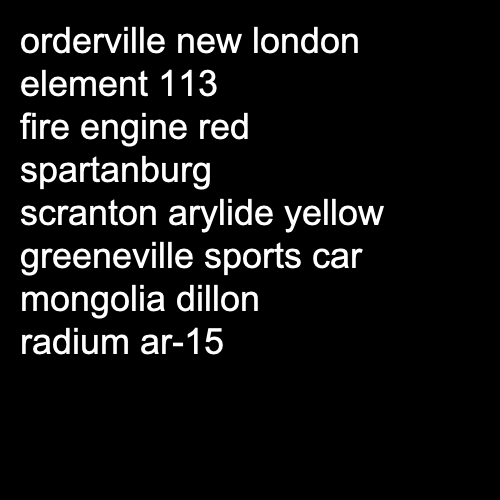 orderville new london
element 113
fire engine red
spartanburg
scranton arylide yellow
greeneville sports car
mongolia dillon
radium ar-15